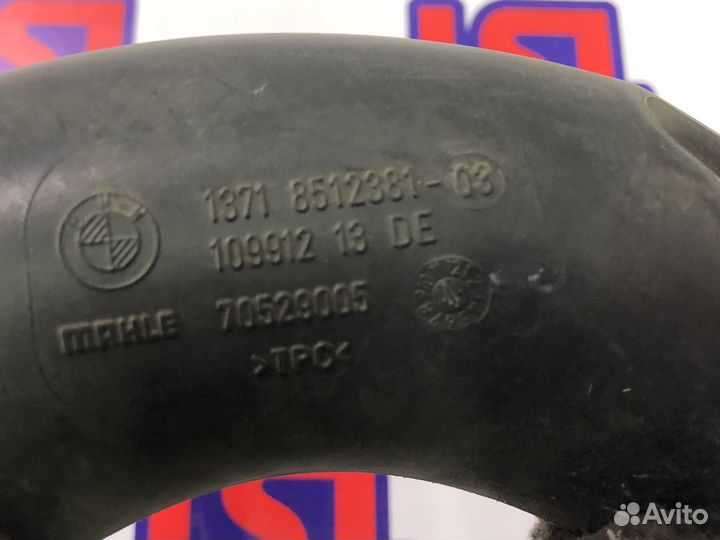 1371 8512381-03
109912 13 DE
MAHLE 70529005
>TPC<
Avito